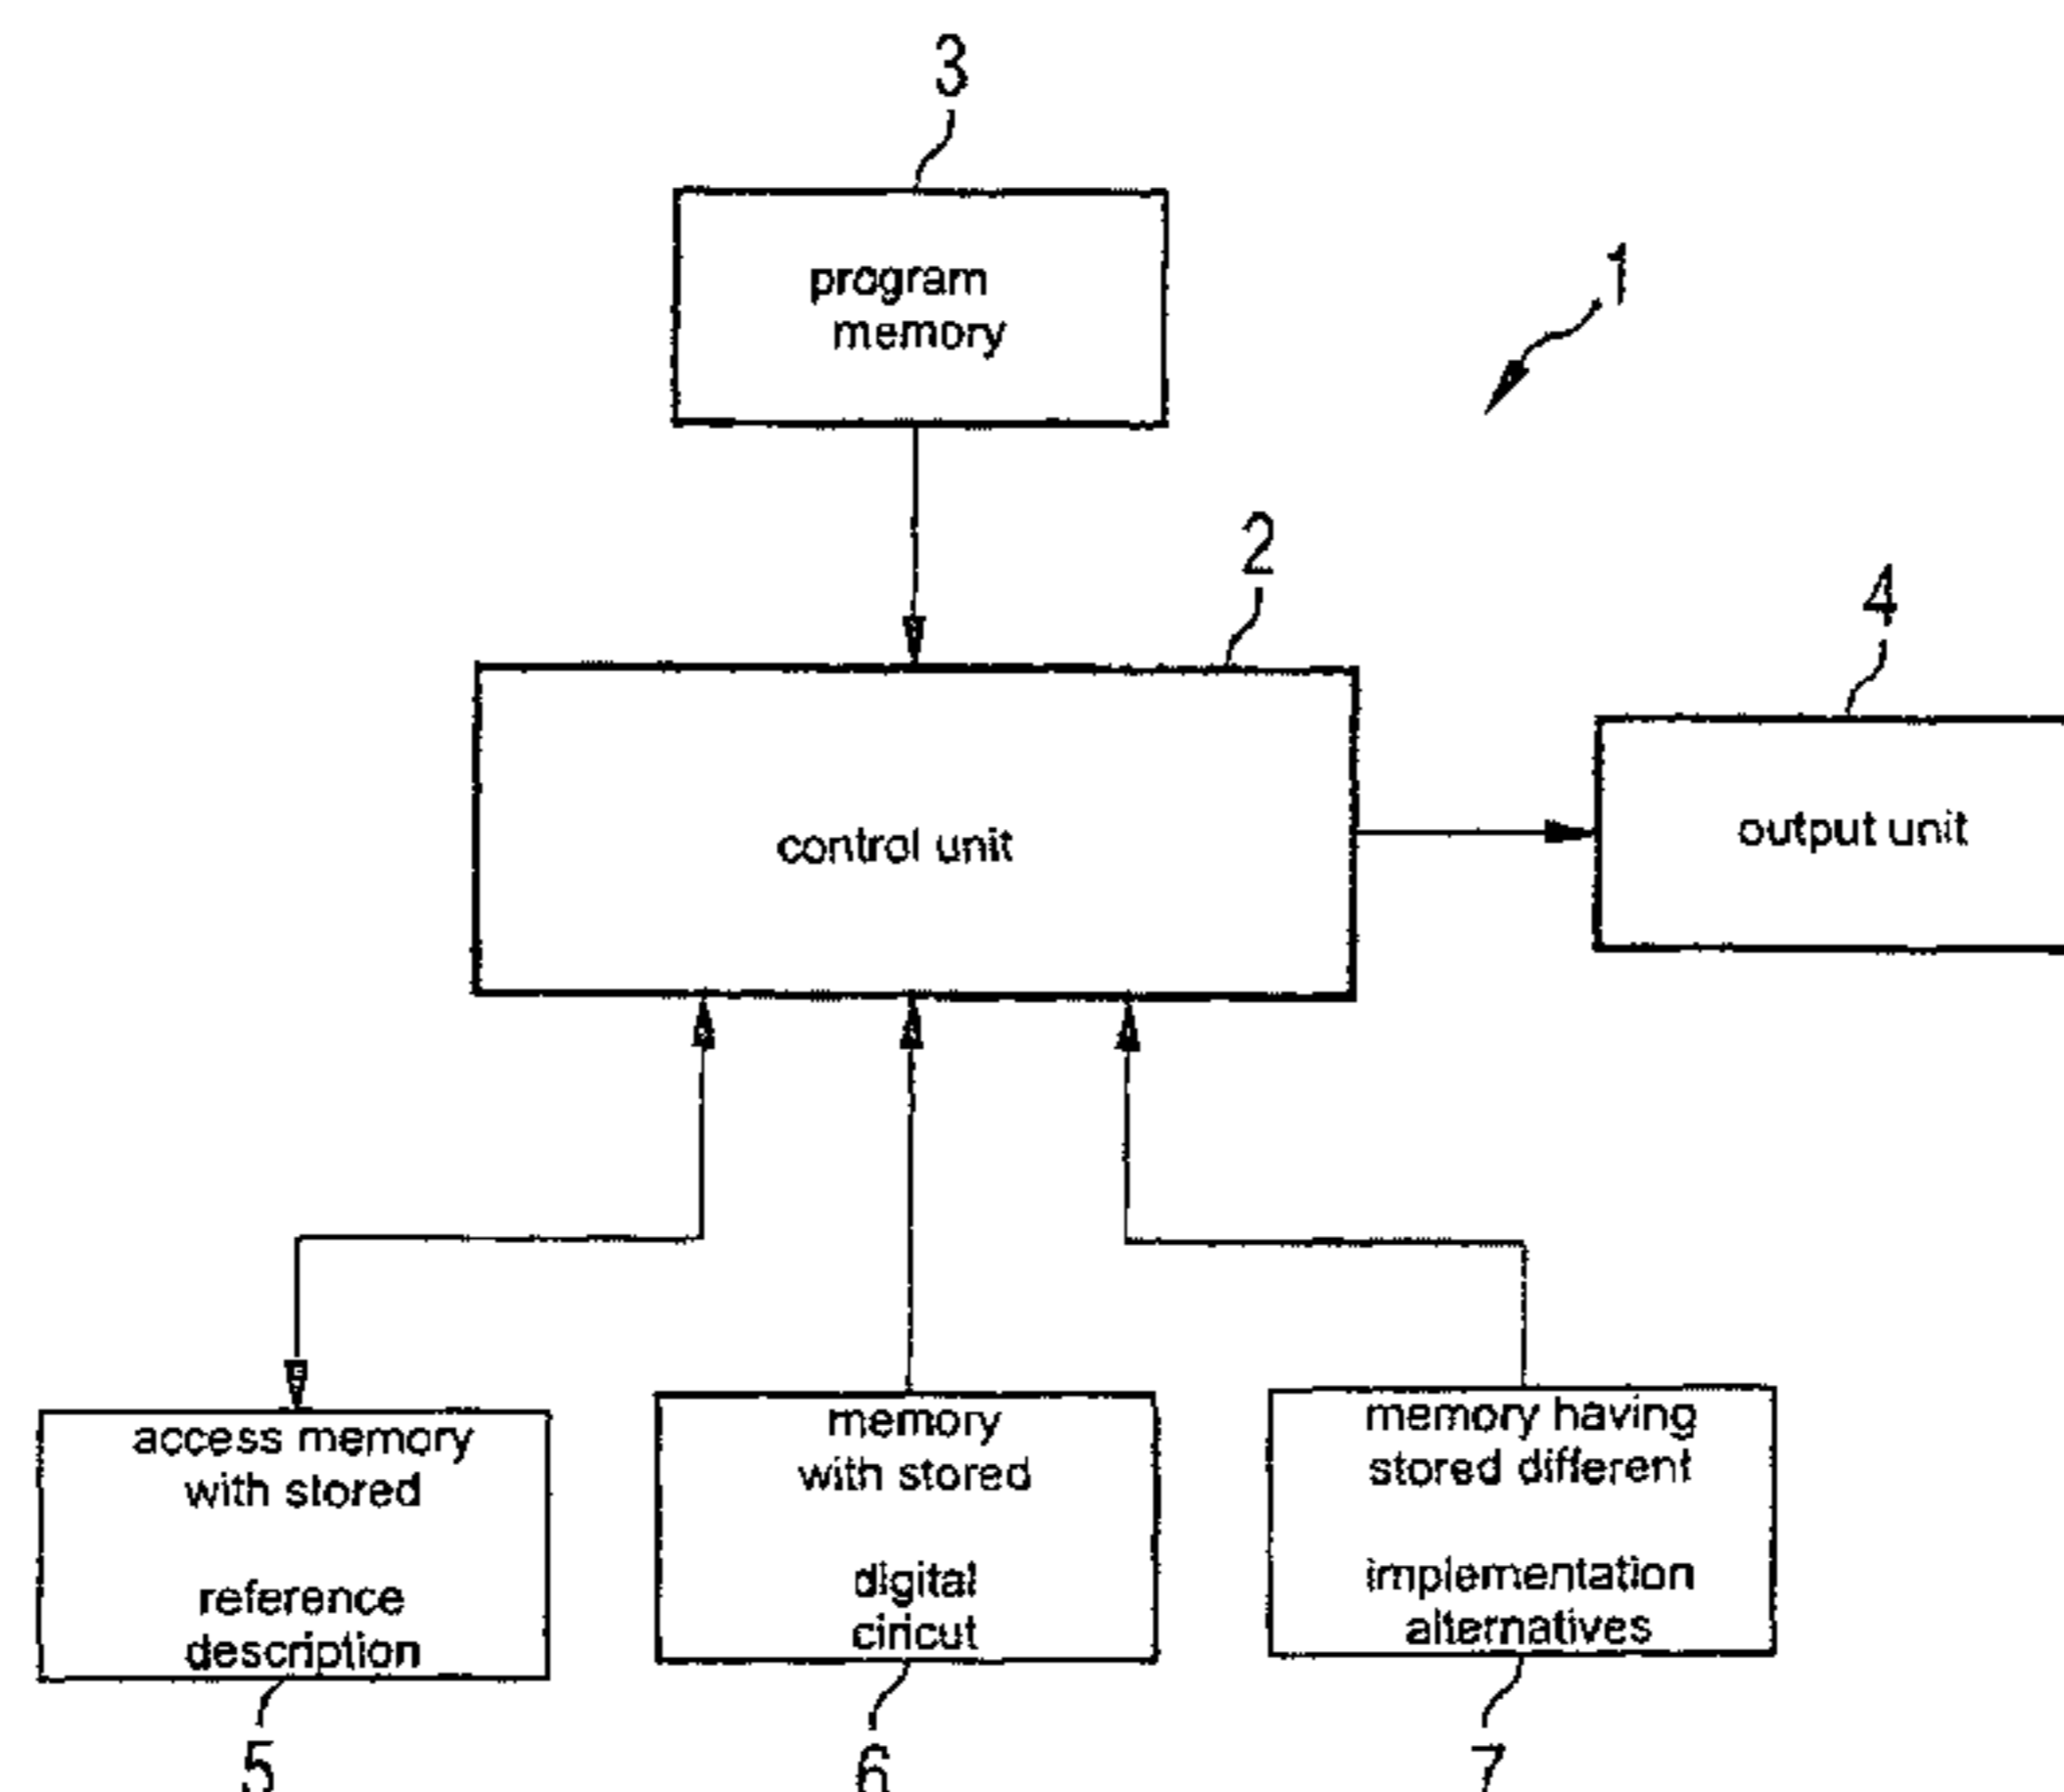 3
program
memory
1
2
4
control unit
output unit
access memory
with stored
reference
description
memory
with stored
digital
ciricut
memory having
stored different
implementation
alternatives
5
6
7